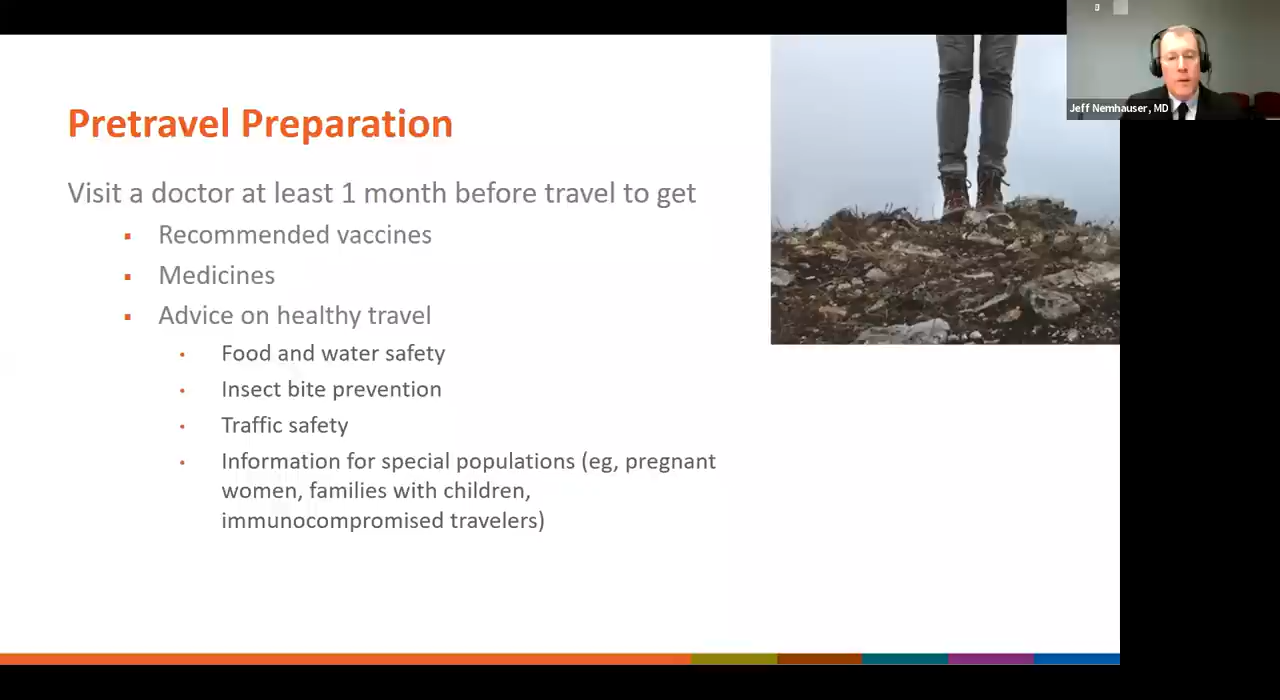 Pretravel Preparation
Visit a doctor at least 1 month before travel to get
▪ Recommended vaccines
▪ Medicines
▪ Advice on healthy travel
• Food and water safety
• Insect bite prevention
• Traffic safety
• Information for special populations (eg, pregnant
women, families with children,
immunocompromised travelers)
Jeff Nemhauser, MD